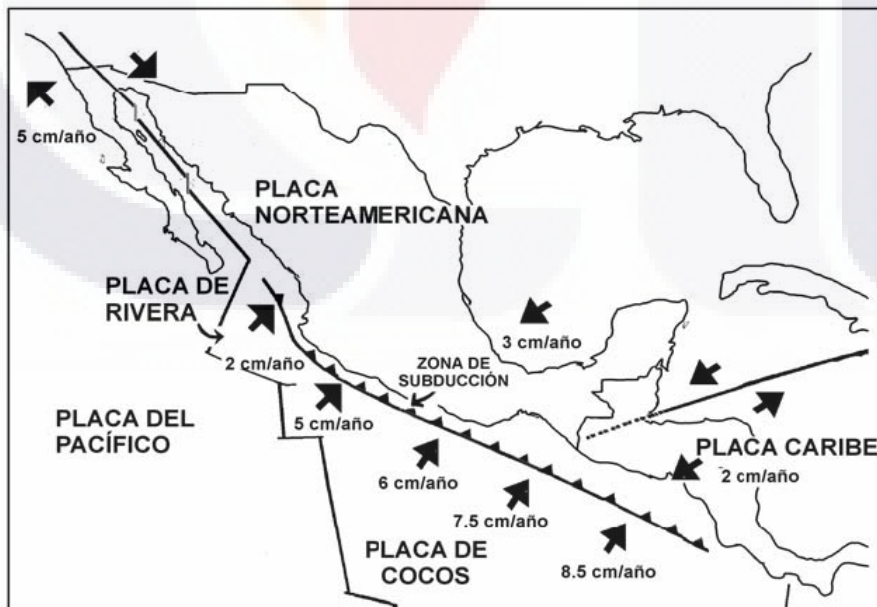 5 cm/año
PLACA
NORTEAMERICANA
PLACA DE
RIVERA
2 cm/año
3 cm/año
ZONA DE
SUBDUCCIÓN
PLACA DEL
PACÍFICO
5 cm/año
6 cm/año
7.5 cm/año
8.5 cm/año
PLACA CARIBE
2 cm/año
PLACA DE
COCOS